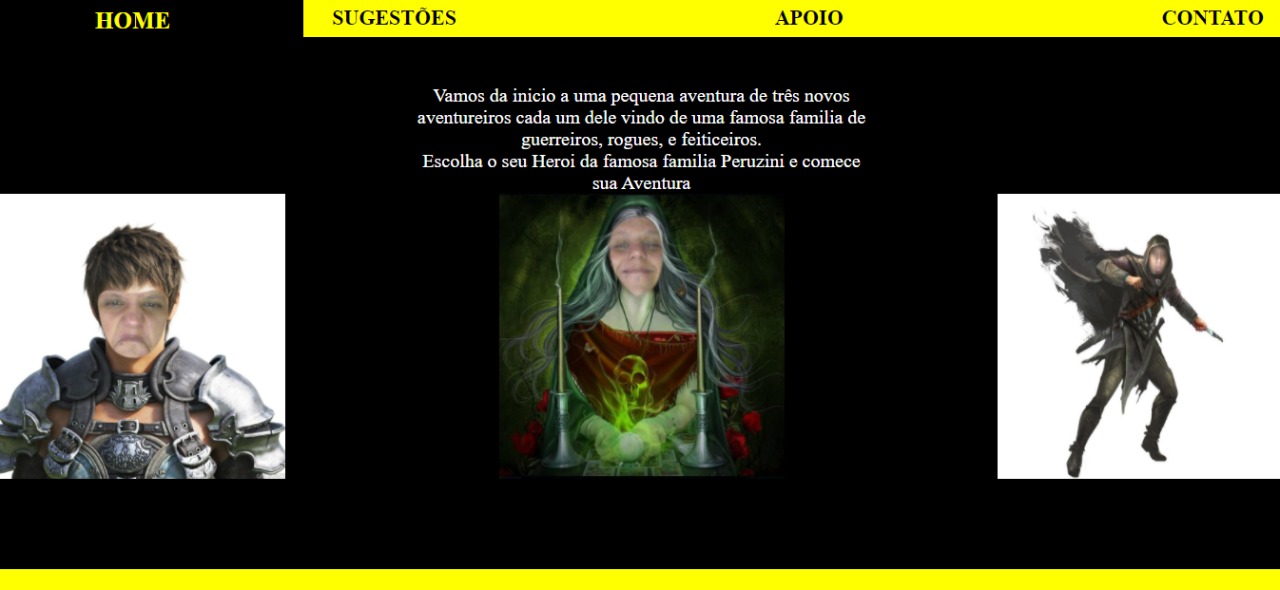 HOME SUGESTÕES APOIO CONTATO
Vamos da inicio a uma pequena aventura de três novos
aventureiros cada um dele vindo de uma famosa familia de
guerreiros, rogues, e feiticeiros.
Escolha o seu Heroi da famosa familia Peruzini e comece
sua Aventura